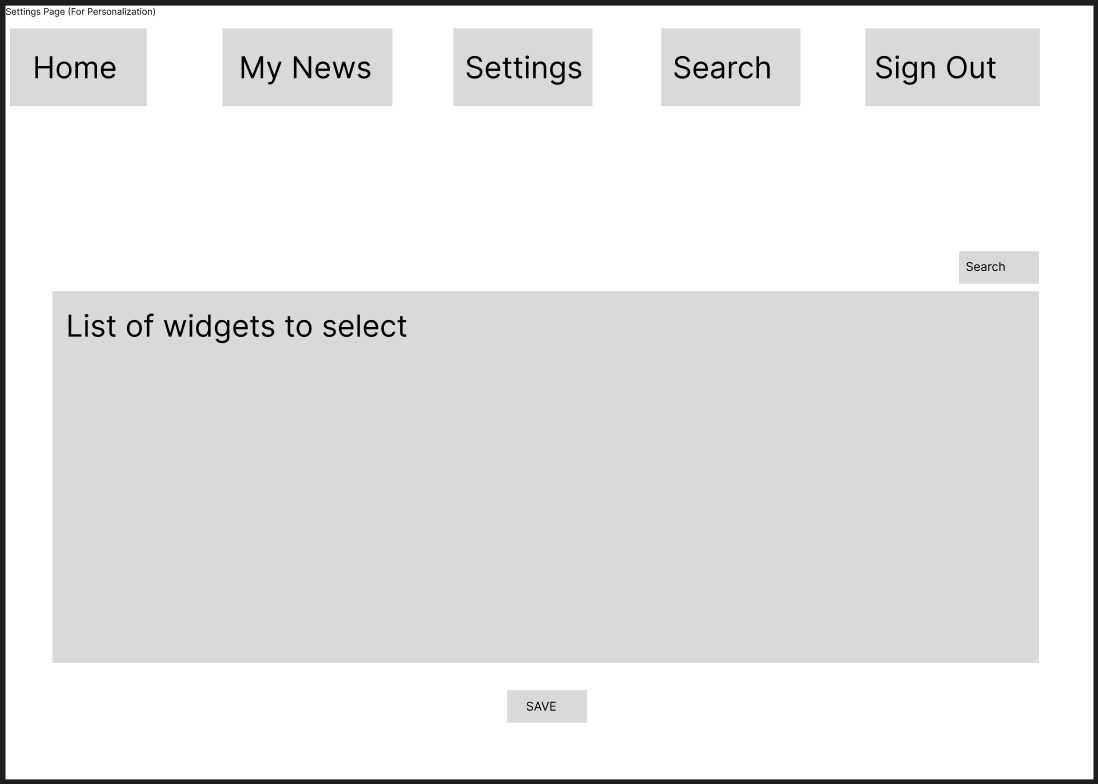 Settings Page (For Personalization)
Home
My News
Settings
Search
Sign Out
Search
List of widgets to select
SAVE